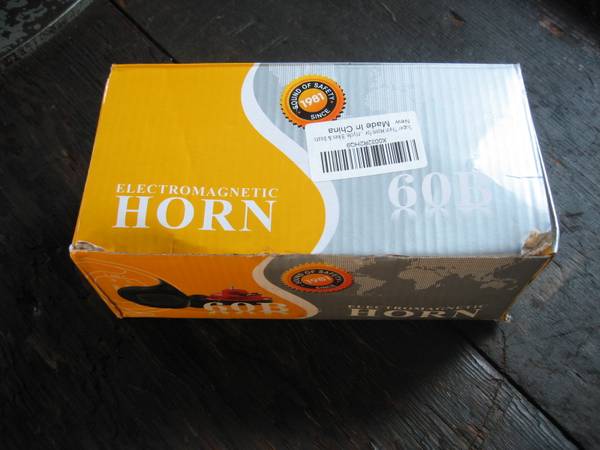 SOUND OF SAFETY
1981
SINCE
X0032R2HQ9
New
Made in China
ELECTROMAGNETIC
HORN
60B
SOUND OF SAFETY
1981
60B
ELECTROMAGNETIC
HORN